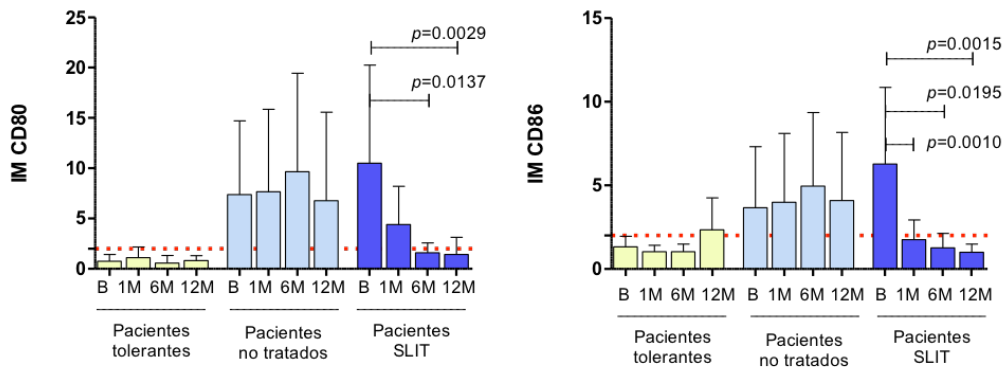 IM CD80
25
20
15
10
5
0
p=0.0029
p=0.0137
B 1M 6M 12M B 1M 6M 12M B 1M 6M 12M
Pacientes
tolerantes
Pacientes
no tratados
Pacientes
SLIT
IM CD86
15
10
5
0
p=0.0015
p=0.0195
p=0.0010
B 1M 6M 12M B 1M 6M 12M B 1M 6M 12M
Pacientes
tolerantes
Pacientes
no tratados
Pacientes
SLIT